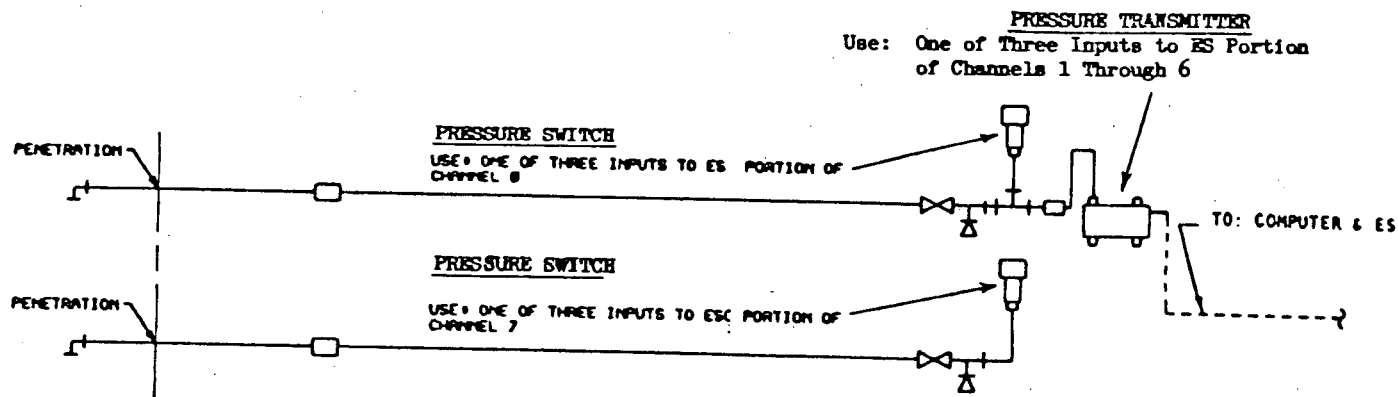 PRESSURE TRANSMITTER
Use: One of Three Inputs to ES Portion
of Channels 1 Through 6
PRESSURE SWITCH
PENETRATION
USE: ONE OF THREE INPUTS TO ES PORTION OF
CHANNEL 8
TO: COMPUTER & ES
PRESSURE SWITCH
PENETRATION
USE: ONE OF THREE INPUTS TO ESC PORTION OF
CHANNEL 7